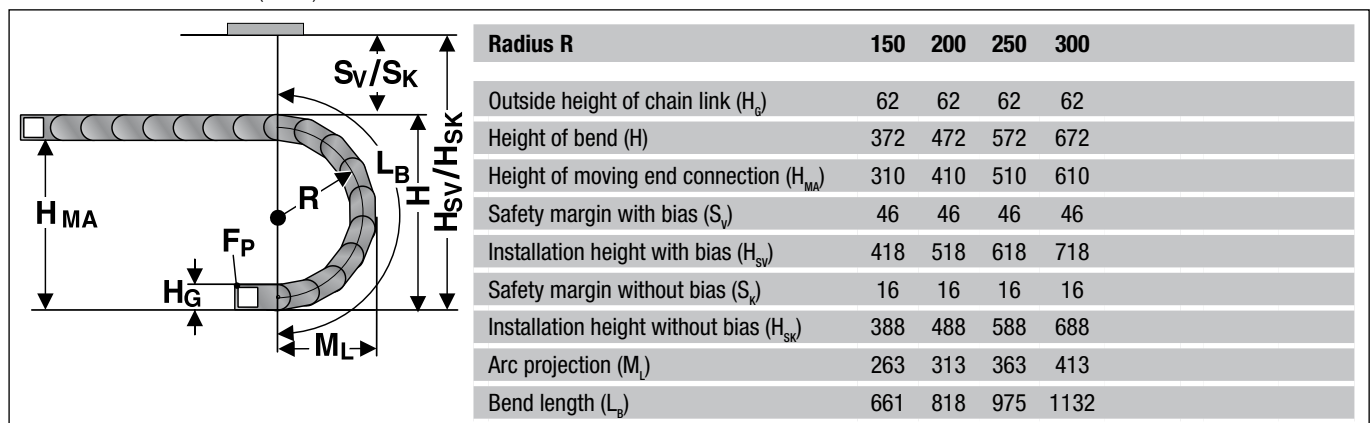 SV/SK
HSV/HSK
LB
H
R
HMA
FP
HG
ML
Radius R 150 200 250 300
Outside height of chain link (HG) 62 62 62 62
Height of bend (H) 372 472 572 672
Height of moving end connection (HMA) 310 410 510 610
Safety margin with bias (SV) 46 46 46 46
Installation height with bias (HSV) 418 518 618 718
Safety margin without bias (SK) 16 16 16 16
Installation height without bias (HSK) 388 488 588 688
Arc projection (ML) 263 313 363 413
Bend length (LB) 661 818 975 1132